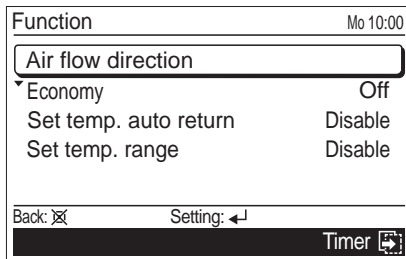 Function Mo 10:00
Air flow direction
Economy Off
Set temp. auto return Disable
Set temp. range Disable
Back: Setting:
Timer